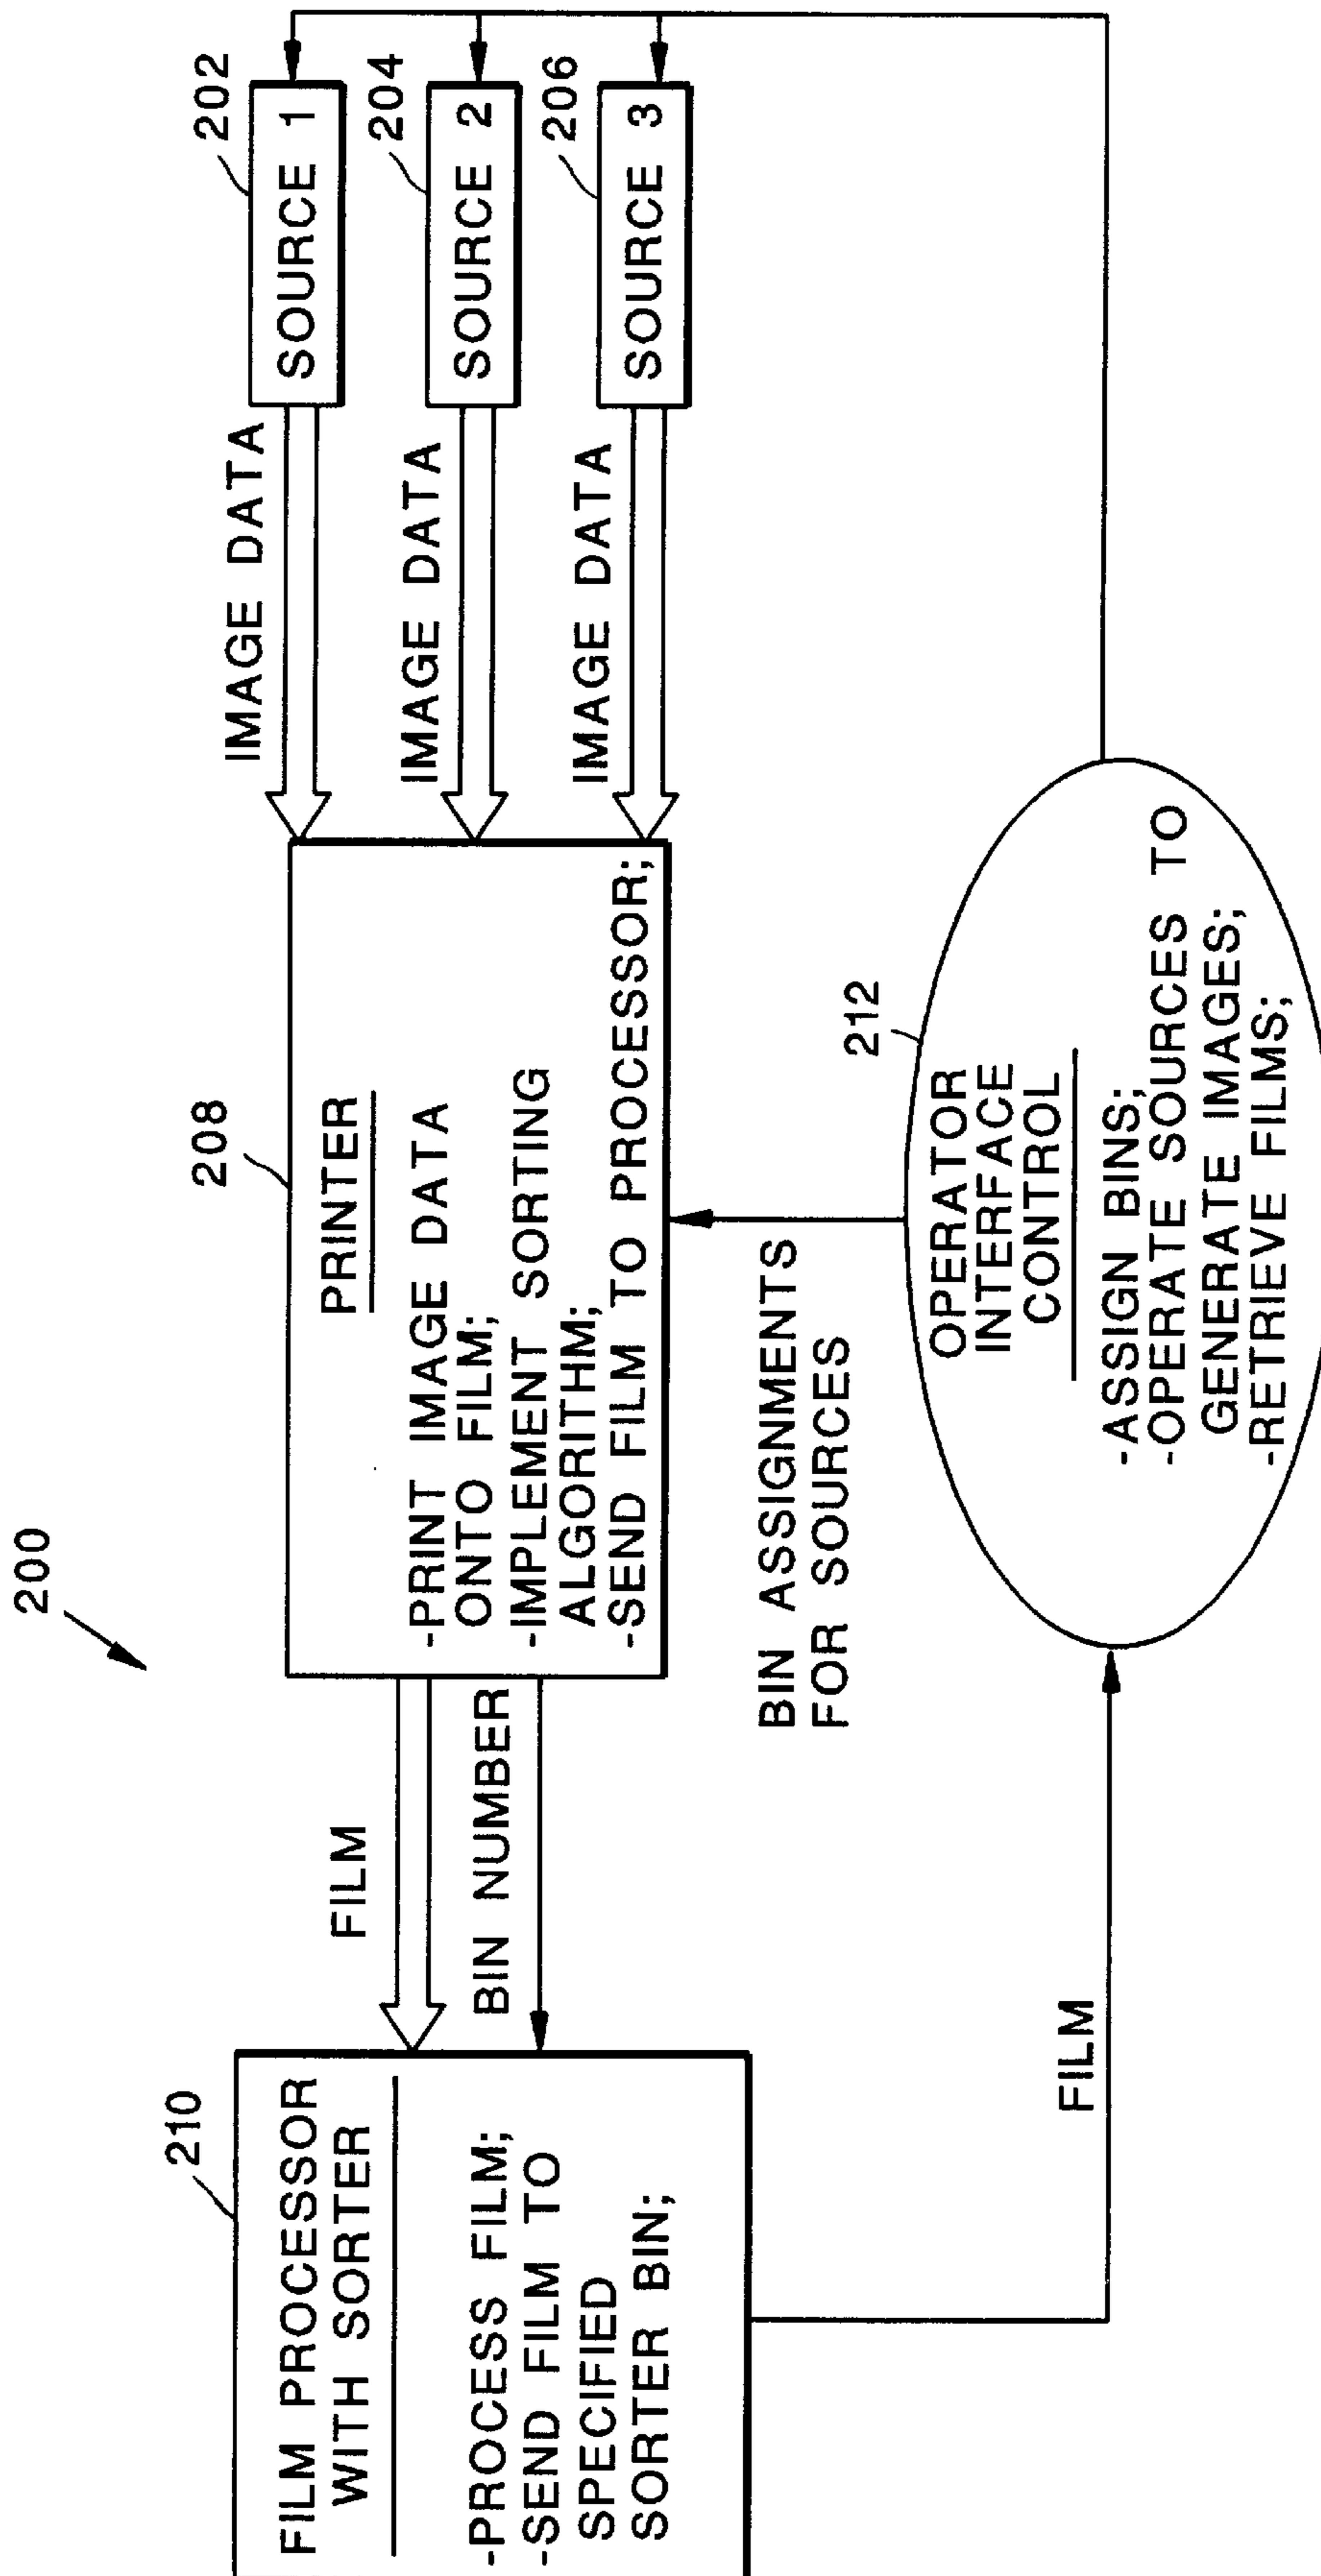 200
210
FILM PROCESSOR
WITH SORTER
-PROCESS FILM;
-SEND FILM TO
SPECIFIED
SORTER BIN;
FILM
BIN NUMBER
208
PRINTER
-PRINT IMAGE DATA
ONTO FILM;
-IMPLEMENT SORTING
ALGORITHM;
-SEND FILM TO PROCESSOR;
IMAGE DATA
202
SOURCE 1
IMAGE DATA
204
SOURCE 2
IMAGE DATA
206
SOURCE 3
BIN ASSIGNMENTS
FOR SOURCES
FILM
212
OPERATOR
INTERFACE
CONTROL
-ASSIGN BINS;
-OPERATE SOURCES TO
GENERATE IMAGES;
-RETRIEVE FILMS;